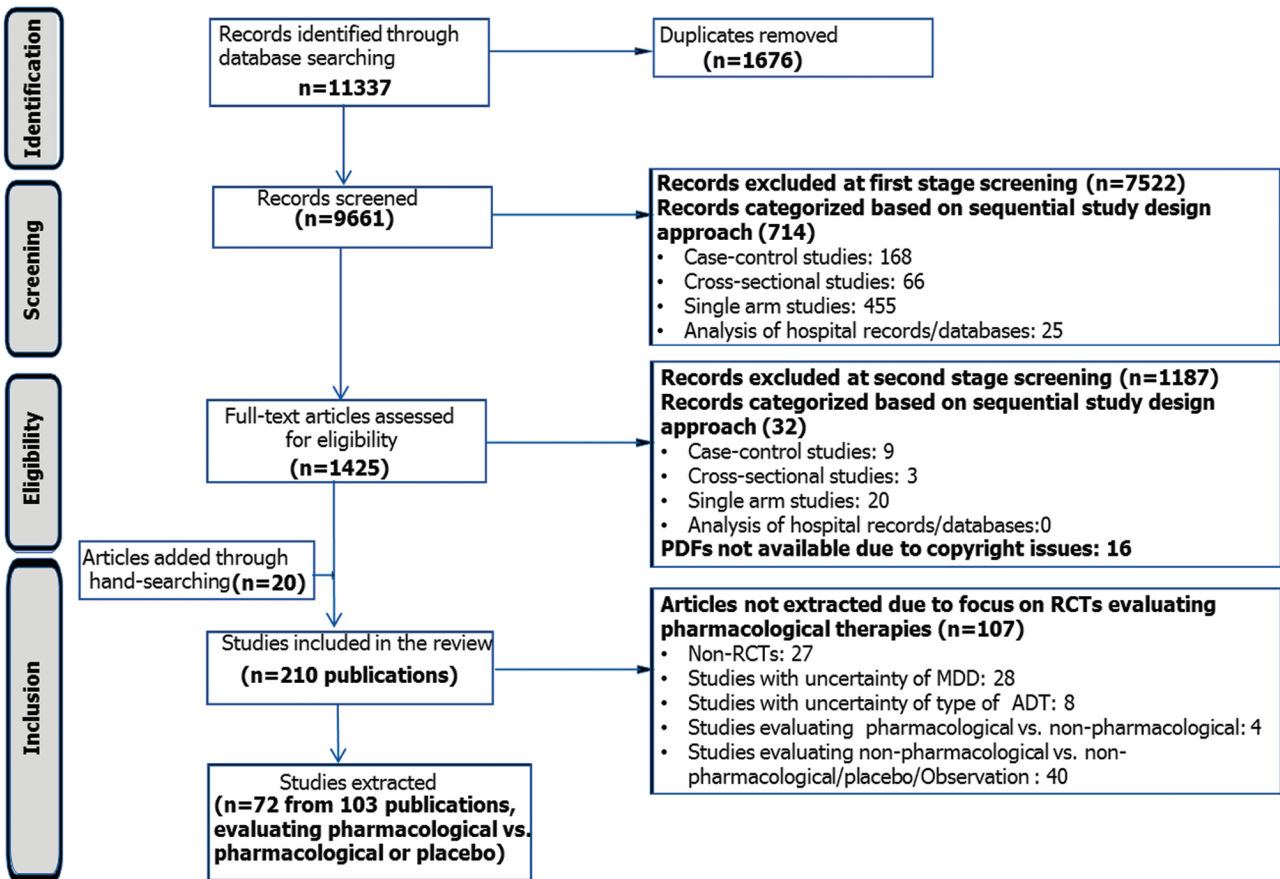 Identification
Records identified through
database searching
n=11337
Duplicates removed
(n=1676)
Screening
Records screened
(n=9661)
Records excluded at first stage screening (n=7522)
Records categorized based on sequential study design
approach (714)
• Case-control studies: 168
• Cross-sectional studies: 66
• Single arm studies: 455
• Analysis of hospital records/databases: 25
Eligibility
Full-text articles assessed
for eligibility
(n=1425)
Records excluded at second stage screening (n=1187)
Records categorized based on sequential study design
approach (32)
• Case-control studies: 9
• Cross-sectional studies: 3
• Single arm studies: 20
• Analysis of hospital records/databases:0
PDFs not available due to copyright issues: 16
Articles added through
hand-searching(n=20)
Inclusion
Studies included in the review
(n=210 publications)
Articles not extracted due to focus on RCTs evaluating
pharmacological therapies (n=107)
• Non-RCTs: 27
• Studies with uncertainty of MDD: 28
• Studies with uncertainty of type of ADT: 8
• Studies evaluating pharmacological vs. non-pharmacological: 4
• Studies evaluating non-pharmacological vs. non-
pharmacological/placebo/Observation : 40
Studies extracted
(n=72 from 103 publications,
evaluating pharmacological vs.
pharmacological or placebo)